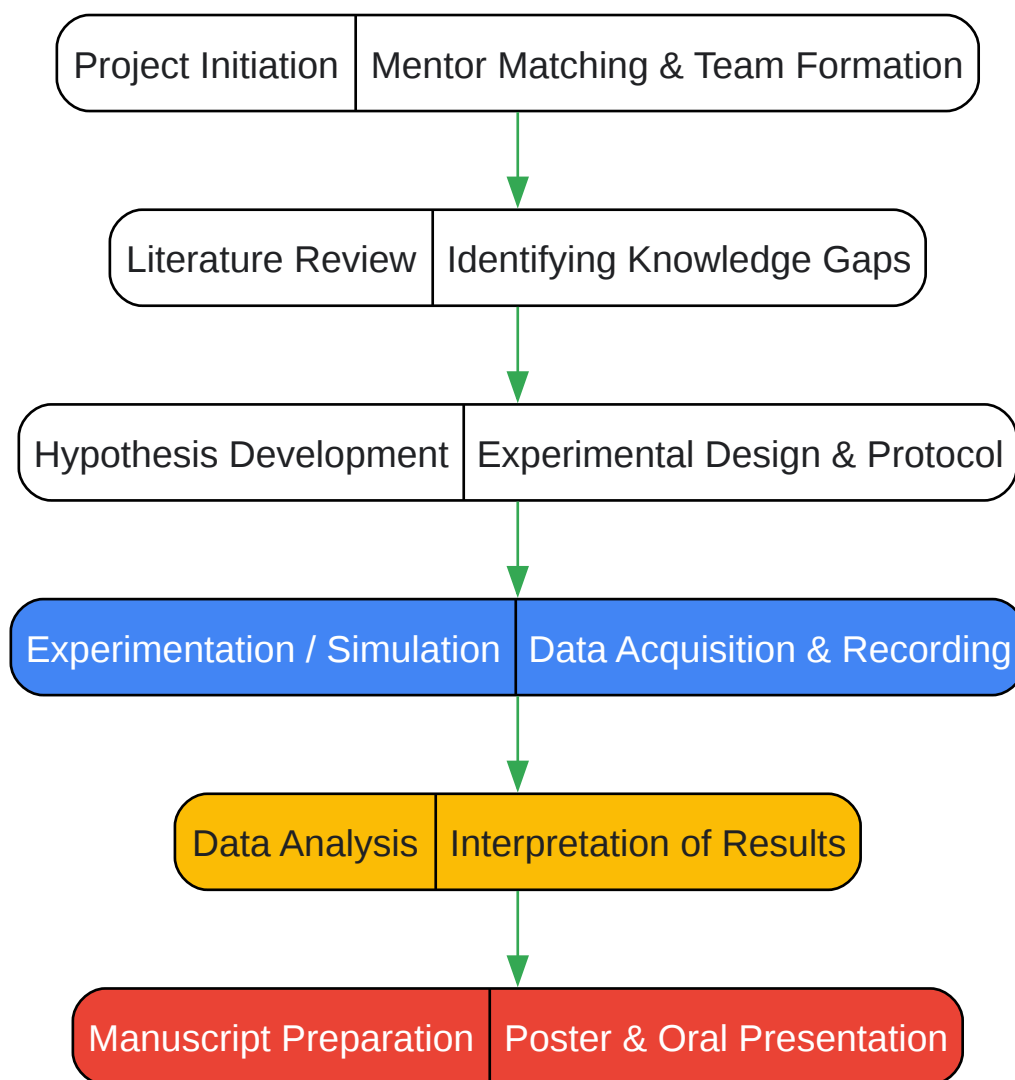 Project Initiation Mentor Matching & Team Formation
Literature Review Identifying Knowledge Gaps
Hypothesis Development Experimental Design & Protocol
Experimentation / Simulation Data Acquisition & Recording
Data Analysis Interpretation of Results
Manuscript Preparation Poster & Oral Presentation